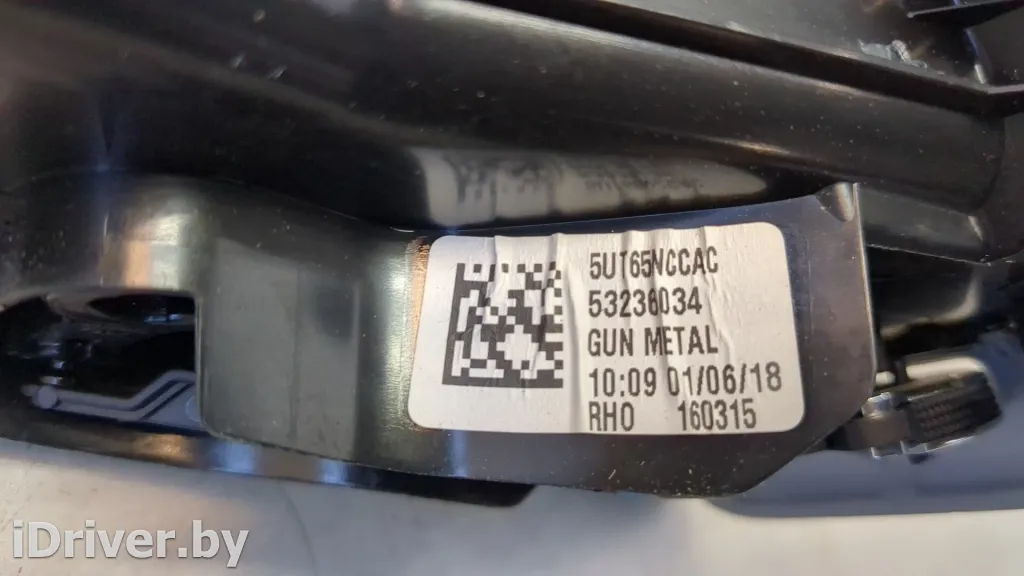 5UT65NCCAC
53236034
GUN METAL
10:09 01/06/18
RHO 160315
iDriver.by